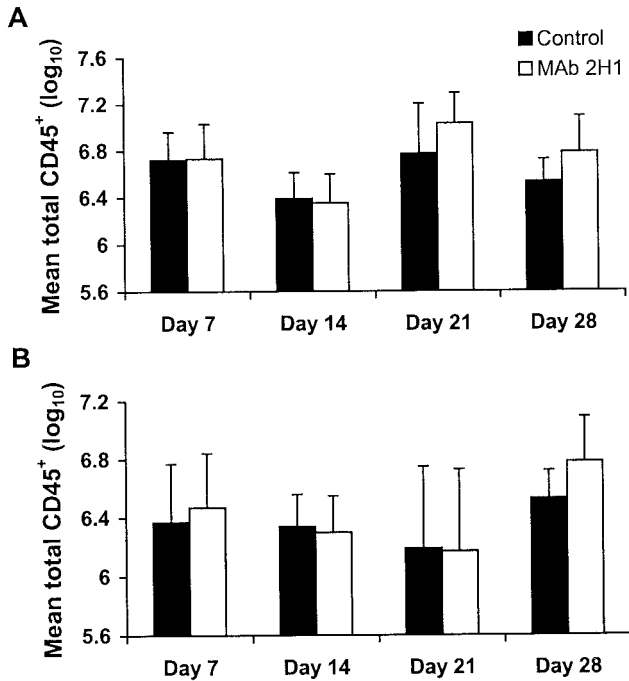 A
Control
MAb 2H1
Mean total CD45+ (log10)
7.6
7.2
6.8
6.4
6
5.6
Day 7 Day 14 Day 21 Day 28
B
Mean total CD45+ (log10)
7.2
6.8
6.4
6
5.6
Day 7 Day 14 Day 21 Day 28